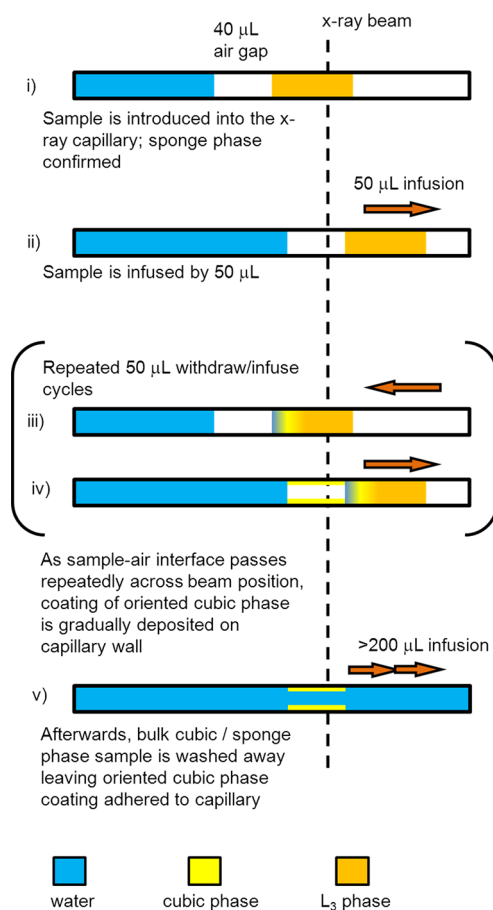 40 μL
air gap
x-ray beam
i)
Sample is introduced into the x-
ray capillary; sponge phase
confirmed
50 μL infusion
ii)
Sample is infused by 50 μL
Repeated 50 μL withdraw/infuse
cycles
iii)
iv)
As sample-air interface passes
repeatedly across beam position,
coating of oriented cubic phase
is gradually deposited on
capillary wall
>200 μL infusion
v)
Afterwards, bulk cubic / sponge
phase sample is washed away
leaving oriented cubic phase
coating adhered to capillary
water
cubic phase
L₃ phase